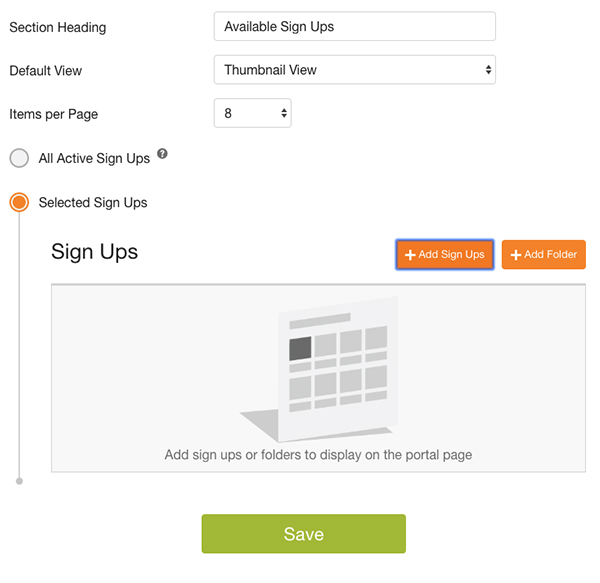 Section Heading
Available Sign Ups
Default View
Thumbnail View
Items per Page
8
All Active Sign Ups ?
Selected Sign Ups
Sign Ups
+ Add Sign Ups
+ Add Folder
Add sign ups or folders to display on the portal page
Save